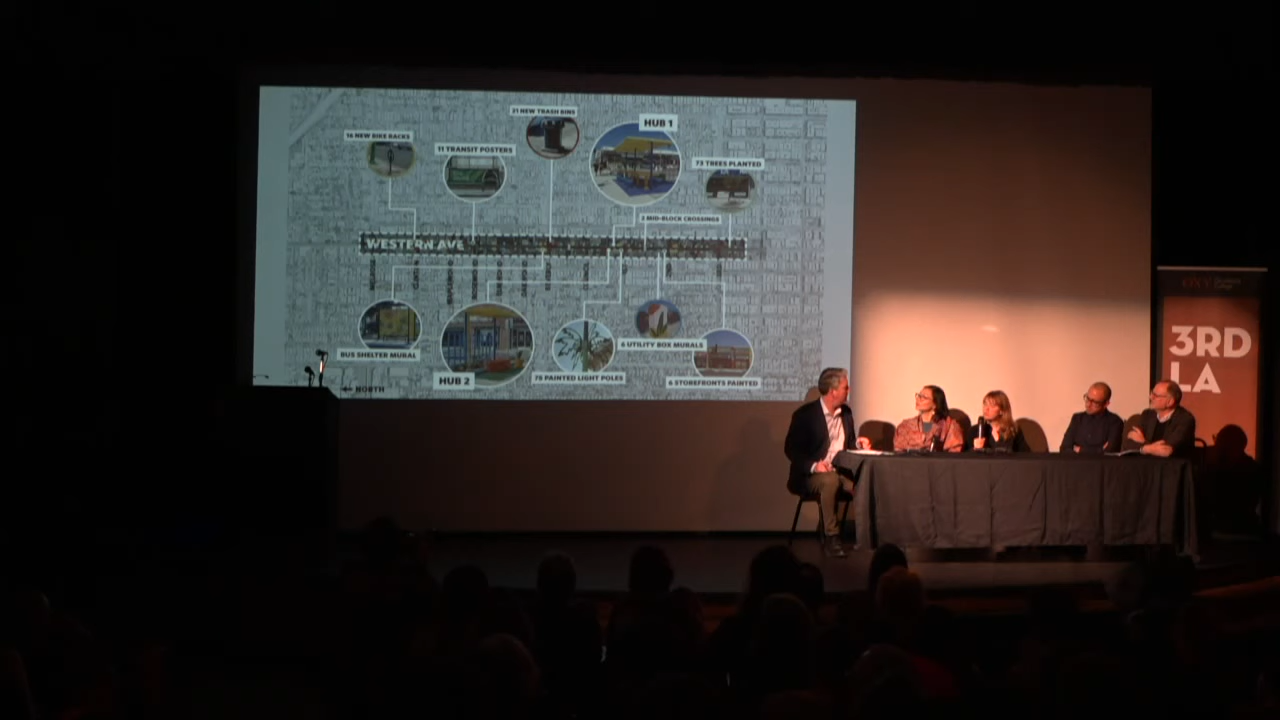 21 NEW TRASH BINS
HUB 1
16 NEW BIKE RACKS
11 TRANSIT POSTERS
73 TREES PLANTED
2 MID-BLOCK CROSSINGS
WESTERN AVE
BUS SHELTER MURAL
HUB 2
75 PAINTED LIGHT POLES
6 UTILITY BOX MURALS
6 STOREFRONTS PAINTED
NORTH
OXY
3RD
LA